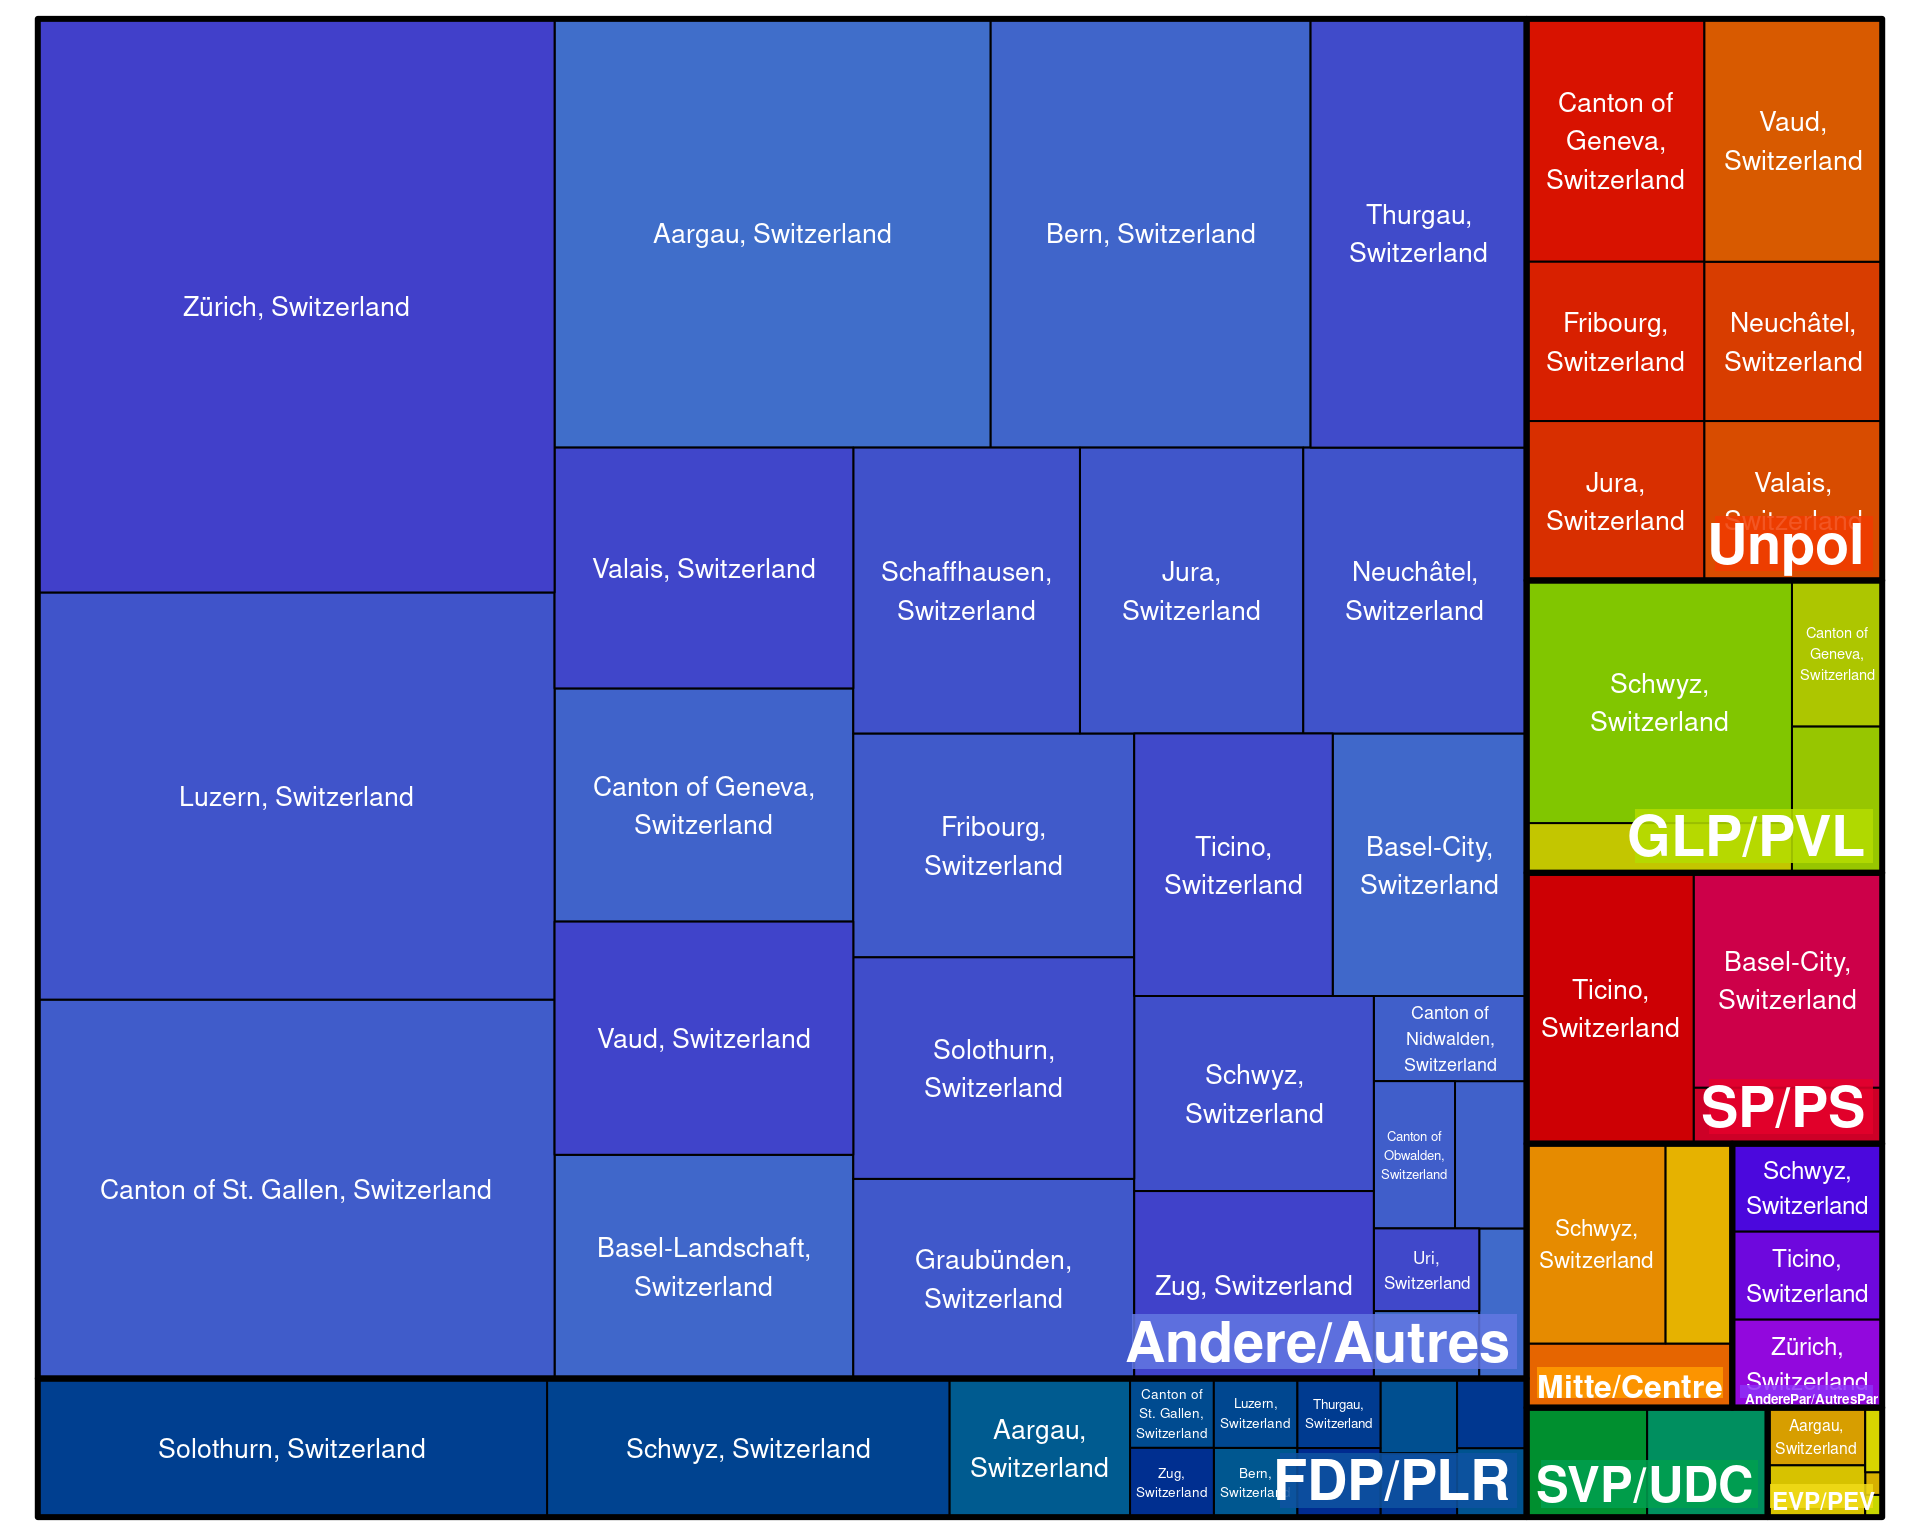 Zürich, Switzerland
Luzern, Switzerland
Canton of St. Gallen, Switzerland
Aargau, Switzerland
Bern, Switzerland
Thurgau,
Switzerland
Valais, Switzerland
Canton of Geneva,
Switzerland
Vaud, Switzerland
Basel-Landschaft,
Switzerland
Schaffhausen,
Switzerland
Jura,
Switzerland
Neuchâtel,
Switzerland
Fribourg,
Switzerland
Solothurn,
Switzerland
Graubünden,
Switzerland
Ticino,
Switzerland
Basel-City,
Switzerland
Schwyz,
Switzerland
Zug, Switzerland
Canton of
Nidwalden,
Switzerland
Canton of
Obwalden,
Switzerland
Uri,
Switzerland
Andere/Autres
Solothurn, Switzerland
Schwyz, Switzerland
Aargau,
Switzerland
Canton of
St. Gallen,
Switzerland
Luzern,
Switzerland
Thurgau,
Switzerland
Zug,
Switzerland
Bern,
Switzerland
FDP/PLR
Canton of
Geneva,
Switzerland
Vaud,
Switzerland
Fribourg,
Switzerland
Neuchâtel,
Switzerland
Jura,
Switzerland
Valais,
Switzerland
Unpol
Schwyz,
Switzerland
Canton of
Geneva,
Switzerland
GLP/PVL
Ticino,
Switzerland
Basel-City,
Switzerland
SP/PS
Schwyz,
Switzerland
Mitte/Centre
Schwyz,
Switzerland
Ticino,
Switzerland
Zürich,
Switzerland
AnderePar/AutresPar
SVP/UDC
Aargau,
Switzerland
EVP/PEV